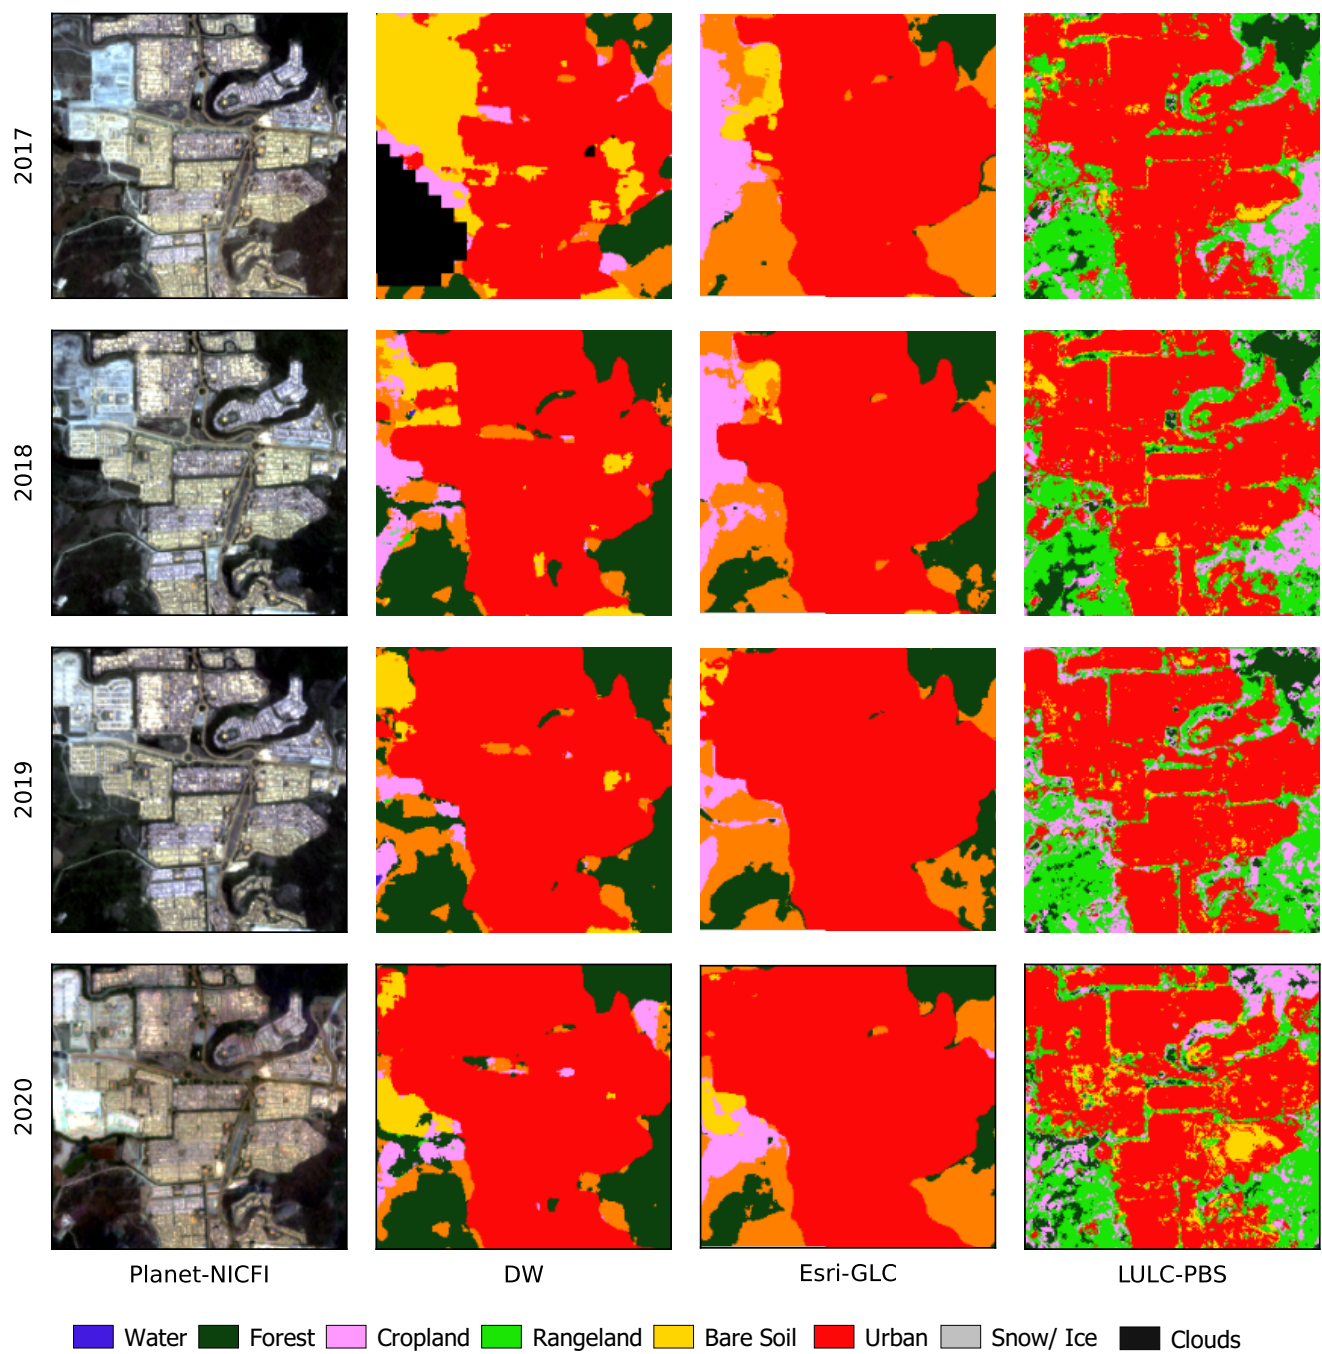 2017
2018
2019
2020
Planet-NICFI DW Esri-GLC LULC-PBS
Water Forest Cropland Rangeland Bare Soil Urban Snow/ Ice Clouds